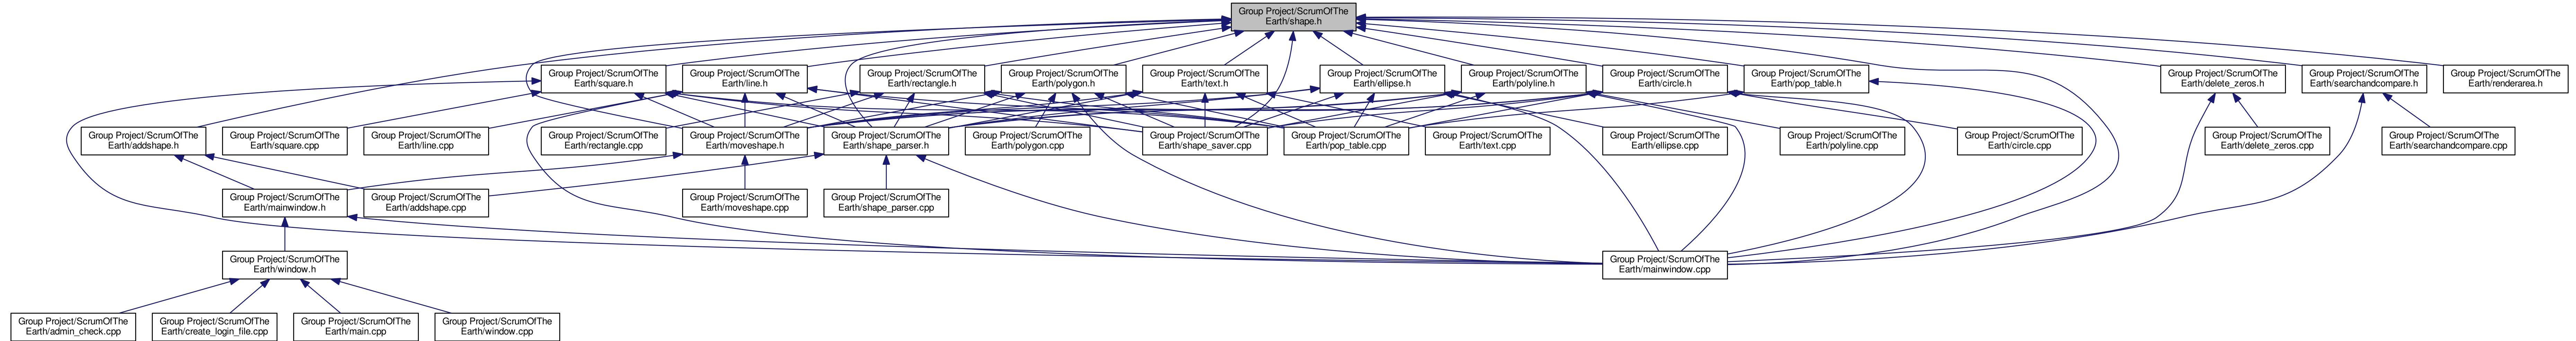 Group Project/ScrumOfThe
Earth/shape.h
Group Project/ScrumOfThe
Earth/square.h
Group Project/ScrumOfThe
Earth/line.h
Group Project/ScrumOfThe
Earth/rectangle.h
Group Project/ScrumOfThe
Earth/polygon.h
Group Project/ScrumOfThe
Earth/text.h
Group Project/ScrumOfThe
Earth/ellipse.h
Group Project/ScrumOfThe
Earth/polyline.h
Group Project/ScrumOfThe
Earth/circle.h
Group Project/ScrumOfThe
Earth/pop_table.h
Group Project/ScrumOfThe
Earth/delete_zeros.h
Group Project/ScrumOfThe
Earth/searchandcompare.h
Group Project/ScrumOfThe
Earth/renderarea.h
Group Project/ScrumOfThe
Earth/addshape.h
Group Project/ScrumOfThe
Earth/square.cpp
Group Project/ScrumOfThe
Earth/line.cpp
Group Project/ScrumOfThe
Earth/rectangle.cpp
Group Project/ScrumOfThe
Earth/moveshape.h
Group Project/ScrumOfThe
Earth/shape_parser.h
Group Project/ScrumOfThe
Earth/polygon.cpp
Group Project/ScrumOfThe
Earth/shape_saver.cpp
Group Project/ScrumOfThe
Earth/pop_table.cpp
Group Project/ScrumOfThe
Earth/text.cpp
Group Project/ScrumOfThe
Earth/ellipse.cpp
Group Project/ScrumOfThe
Earth/polyline.cpp
Group Project/ScrumOfThe
Earth/circle.cpp
Group Project/ScrumOfThe
Earth/delete_zeros.cpp
Group Project/ScrumOfThe
Earth/searchandcompare.cpp
Group Project/ScrumOfThe
Earth/mainwindow.h
Group Project/ScrumOfThe
Earth/addshape.cpp
Group Project/ScrumOfThe
Earth/moveshape.cpp
Group Project/ScrumOfThe
Earth/shape_parser.cpp
Group Project/ScrumOfThe
Earth/window.h
Group Project/ScrumOfThe
Earth/mainwindow.cpp
Group Project/ScrumOfThe
Earth/admin_check.cpp
Group Project/ScrumOfThe
Earth/create_login_file.cpp
Group Project/ScrumOfThe
Earth/main.cpp
Group Project/ScrumOfThe
Earth/window.cpp